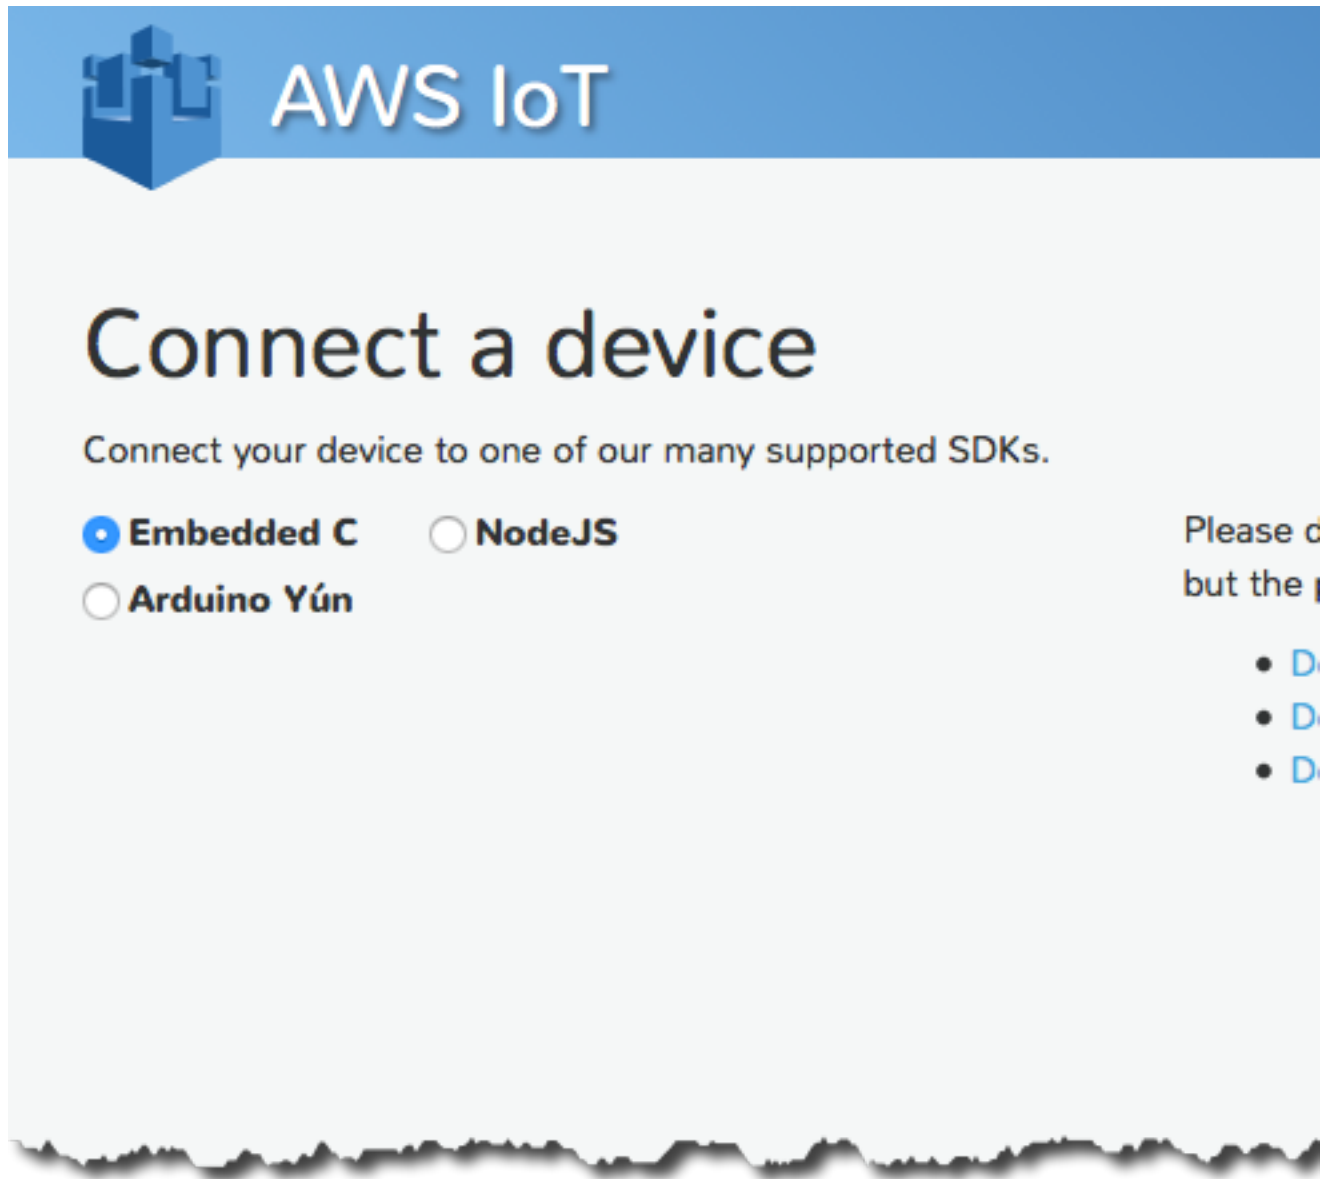 AWS IoT
Connect a device
Connect your device to one of our many supported SDKs.
Embedded C
NodeJS
Arduino Yún
Please
but the